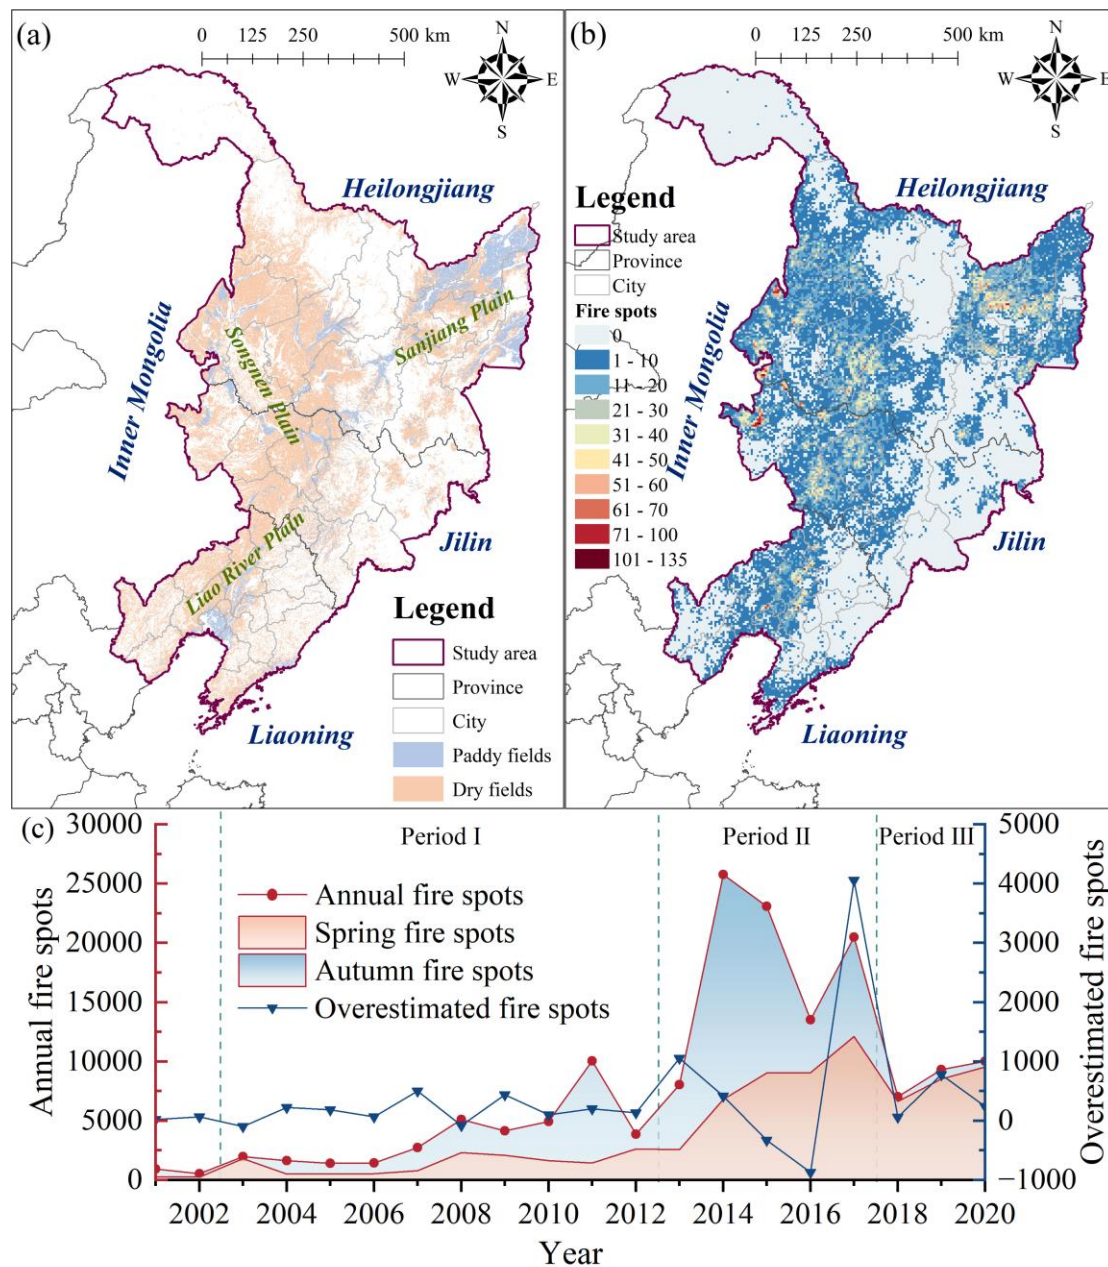 (a)
0 125 250 500 km
N
W E
S
Heilongjiang
Inner Mongolia
Songnen Plain
Sanjiang Plain
Liao River Plain
Jilin
Liaoning
Legend
Study area
Province
City
Paddy fields
Dry fields
(b)
0 125 250 500 km
N
W E
S
Heilongjiang
Inner Mongolia
Jilin
Liaoning
Legend
Study area
Province
City
Fire spots
0
1 - 10
11 - 20
21 - 30
31 - 40
41 - 50
51 - 60
61 - 70
71 - 100
101 - 135
(c)
Period I Period II Period III
Annual fire spots
Spring fire spots
Autumn fire spots
Overestimated fire spots
Annual fire spots
30000
25000
20000
15000
10000
5000
0
Overestimated fire spots
5000
4000
3000
2000
1000
0
−1000
2002 2004 2006 2008 2010 2012 2014 2016 2018 2020
Year